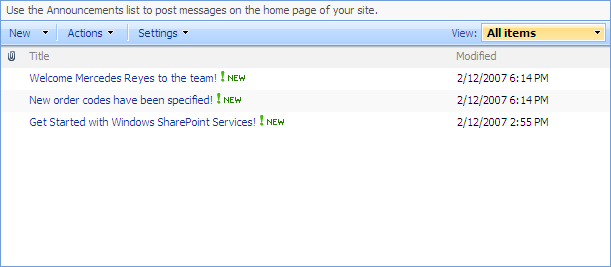 Use the Announcements list to post messages on the home page of your site.
New Actions Settings View: All items
Title Modified
Welcome Mercedes Reyes to the team! ! NEW 2/12/2007 6:14 PM
New order codes have been specified! ! NEW 2/12/2007 6:14 PM
Get Started with Windows SharePoint Services! ! NEW 2/12/2007 2:55 PM